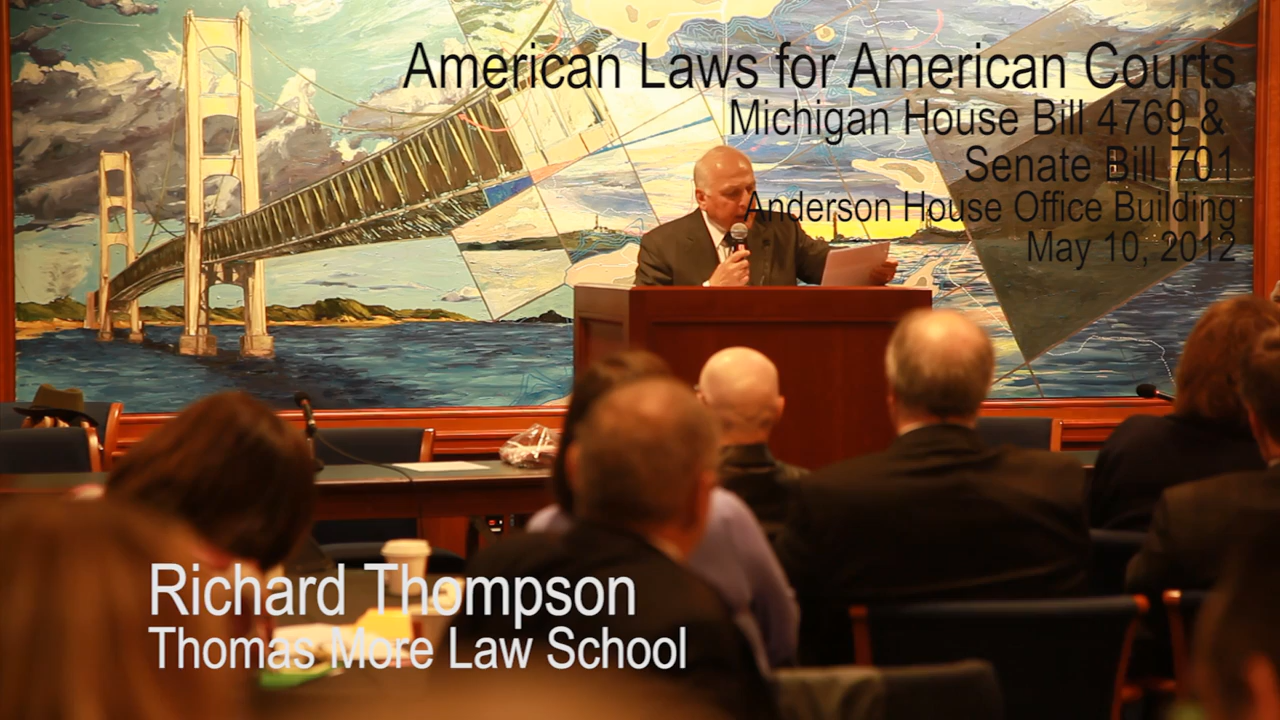 American Laws for American Courts
Michigan House Bill 4769 &
Senate Bill 701
Anderson House Office Building
May 10, 2012
Richard Thompson
Thomas More Law School